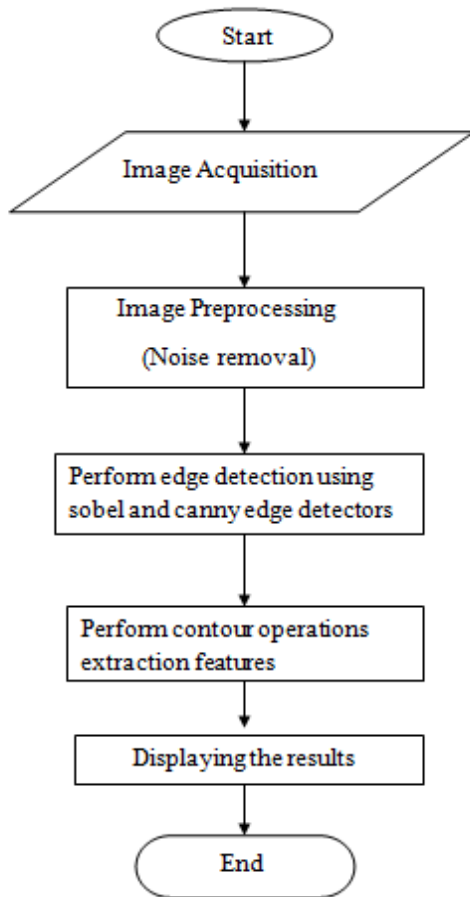 Start
Image Acquisition
Image Preprocessing
(Noise removal)
Perform edge detection using
sobel and canny edge detectors
Perform contour operations
extraction features
Displaying the results
End